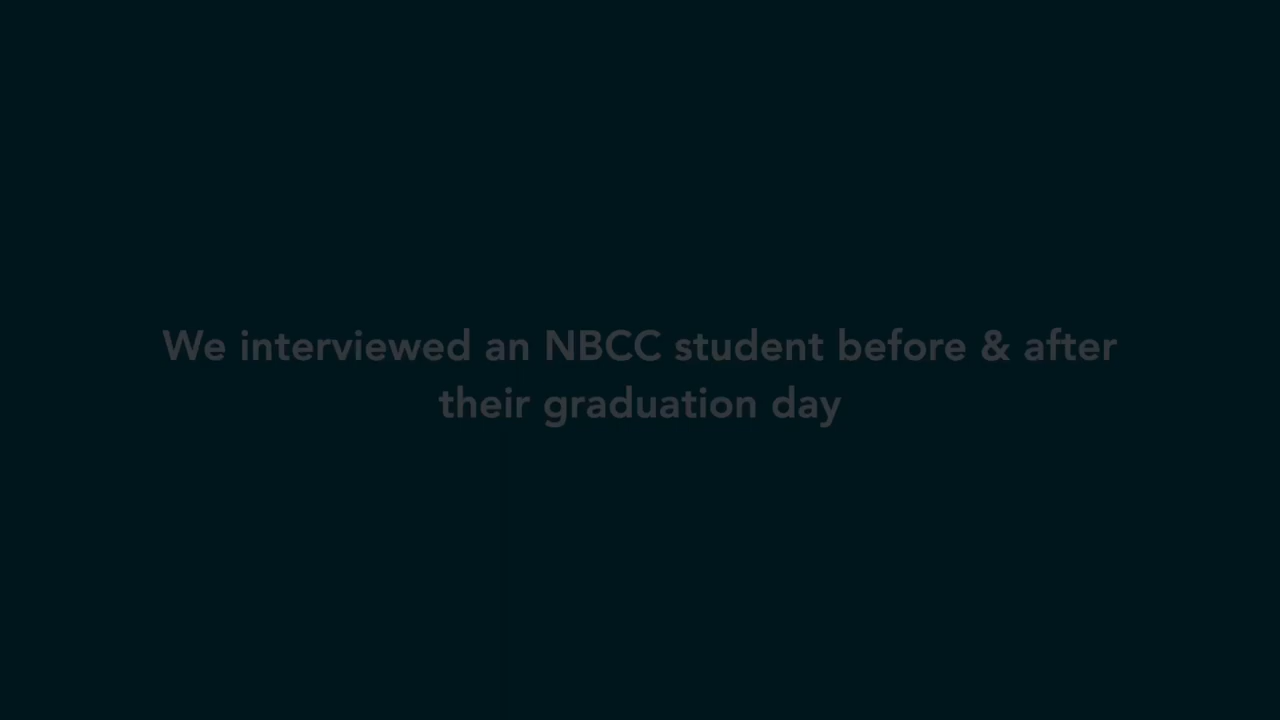 We interviewed an NBCC student before & after
their graduation day